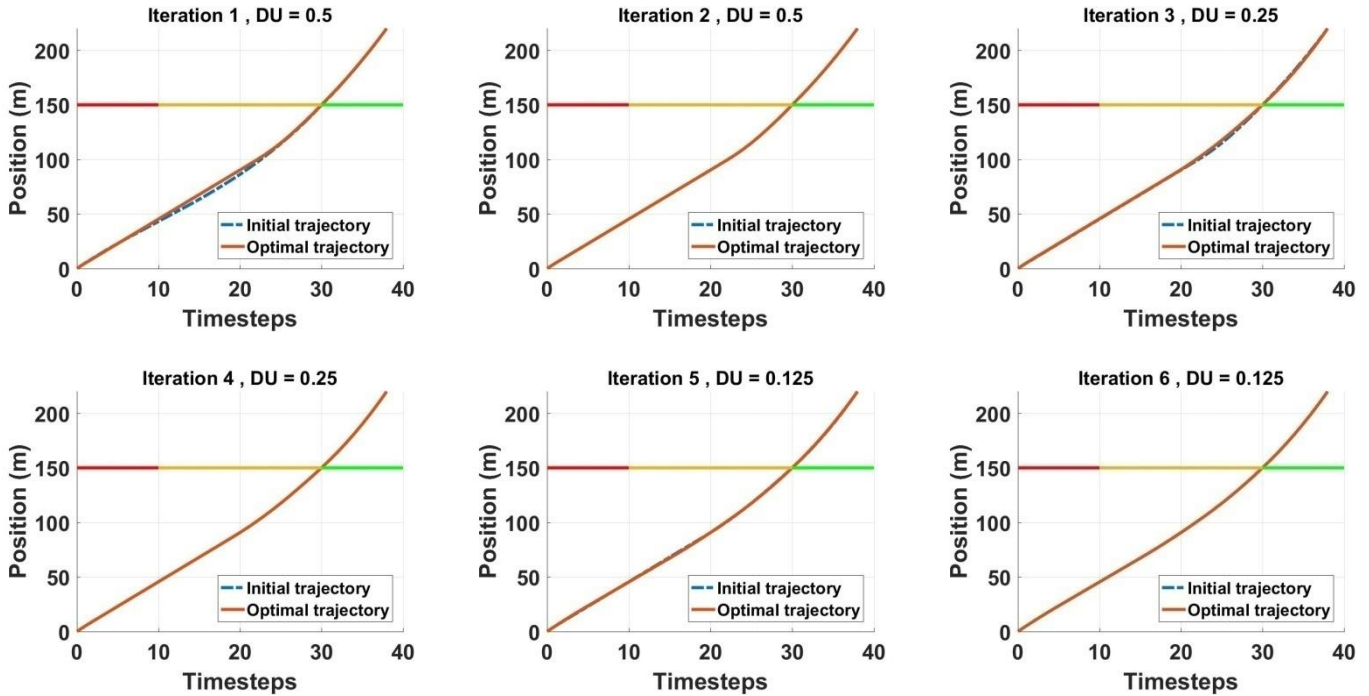 Iteration 1 , DU = 0.5
Position (m)
200
150
100
50
0
Initial trajectory
Optimal trajectory
0 10 20 30 40
Timesteps
Iteration 2 , DU = 0.5
Position (m)
200
150
100
50
0
Initial trajectory
Optimal trajectory
0 10 20 30 40
Timesteps
Iteration 3 , DU = 0.25
Position (m)
200
150
100
50
0
Initial trajectory
Optimal trajectory
0 10 20 30 40
Timesteps
Iteration 4 , DU = 0.25
Position (m)
200
150
100
50
0
Initial trajectory
Optimal trajectory
0 10 20 30 40
Timesteps
Iteration 5 , DU = 0.125
Position (m)
200
150
100
50
0
Initial trajectory
Optimal trajectory
0 10 20 30 40
Timesteps
Iteration 6 , DU = 0.125
Position (m)
200
150
100
50
0
Initial trajectory
Optimal trajectory
0 10 20 30 40
Timesteps